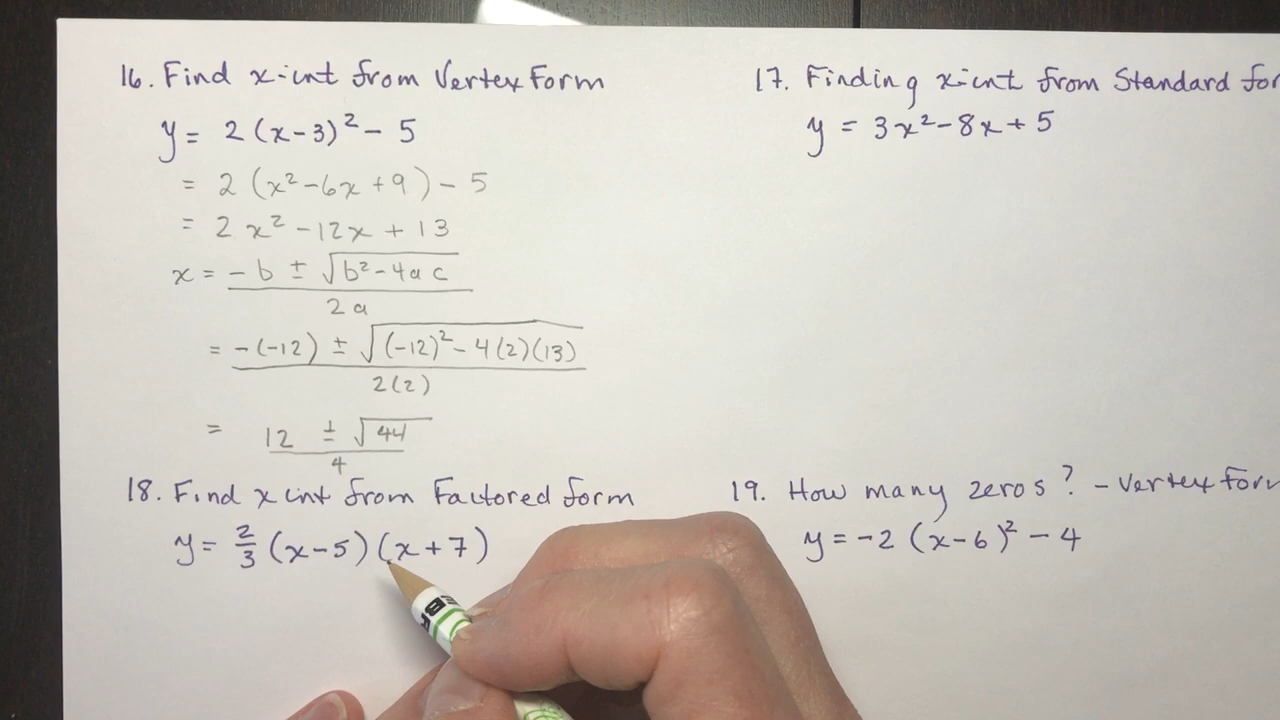 16. Find x-int from Vertex Form
y = 2(x-3)² - 5
= 2(x²-6x+9) - 5
= 2x² -12x + 13
x = -b ± √b²-4ac
2a
= -(-12) ± √(-12)²-4(2)(13)
2(2)
= 12 ± √44
4
17. Finding x-int from Standard for
y = 3x²-8x+5
18. Find x int from Factored form
y = 2/3 (x-5)(x+7)
19. How many zeros? - Vertex Form
y = -2(x-6)² - 4
EBR